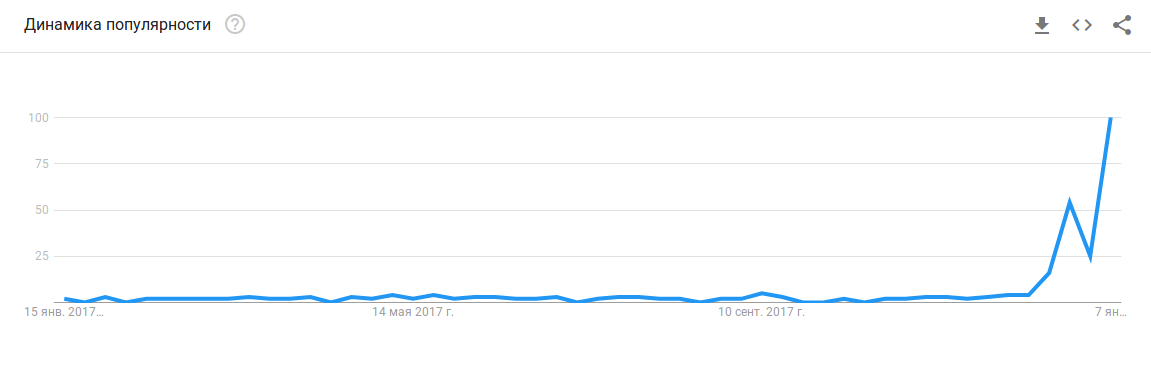 Динамика популярности
100
75
50
25
15 янв. 2017…
14 мая 2017 г.
10 сент. 2017 г.
7 ян…